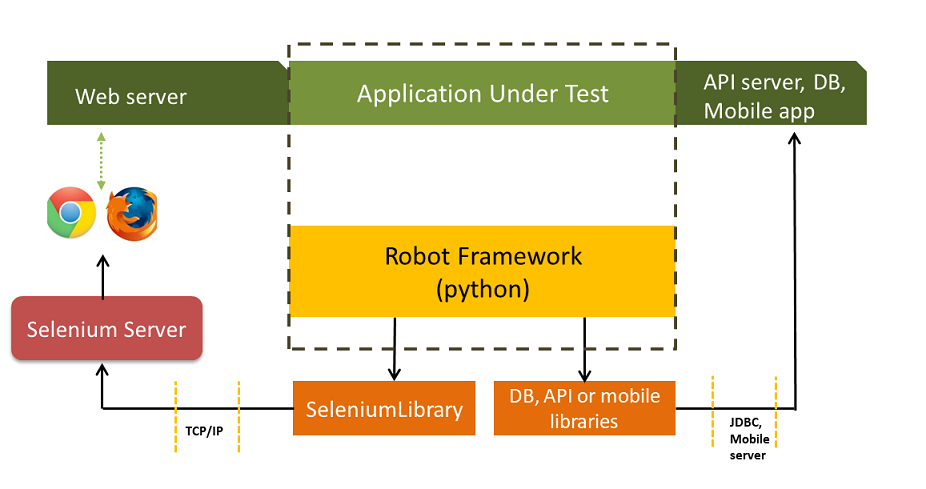 Web server
Application Under Test
API server, DB,
Mobile app
Robot Framework
(python)
Selenium Server
SeleniumLibrary
DB, API or mobile
libraries
TCP/IP
JDBC,
Mobile
server